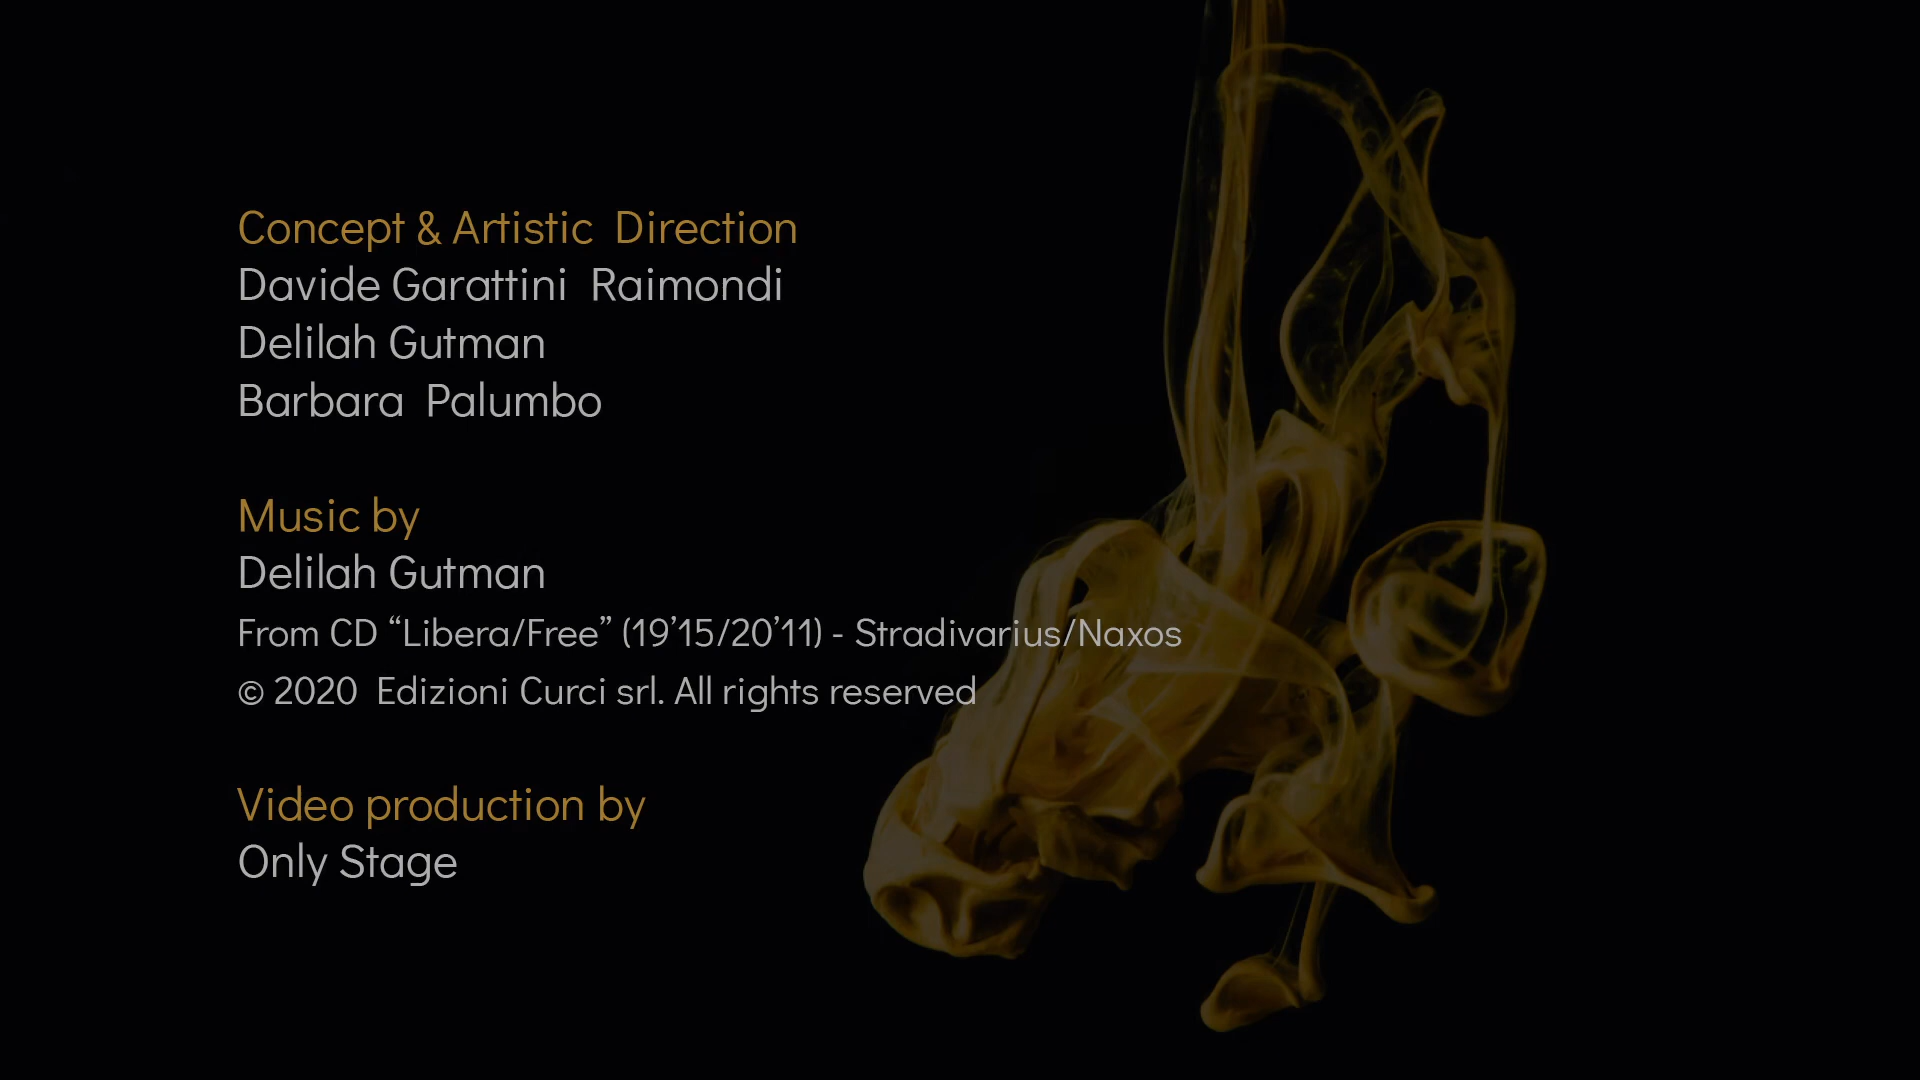 Concept & Artistic Direction
Davide Garattini Raimondi
Delilah Gutman
Barbara Palumbo
Music by
Delilah Gutman
From CD “Libera/Free” (19’15/20’11) - Stradivarius/Naxos
© 2020 Edizioni Curci srl. All rights reserved
Video production by
Only Stage